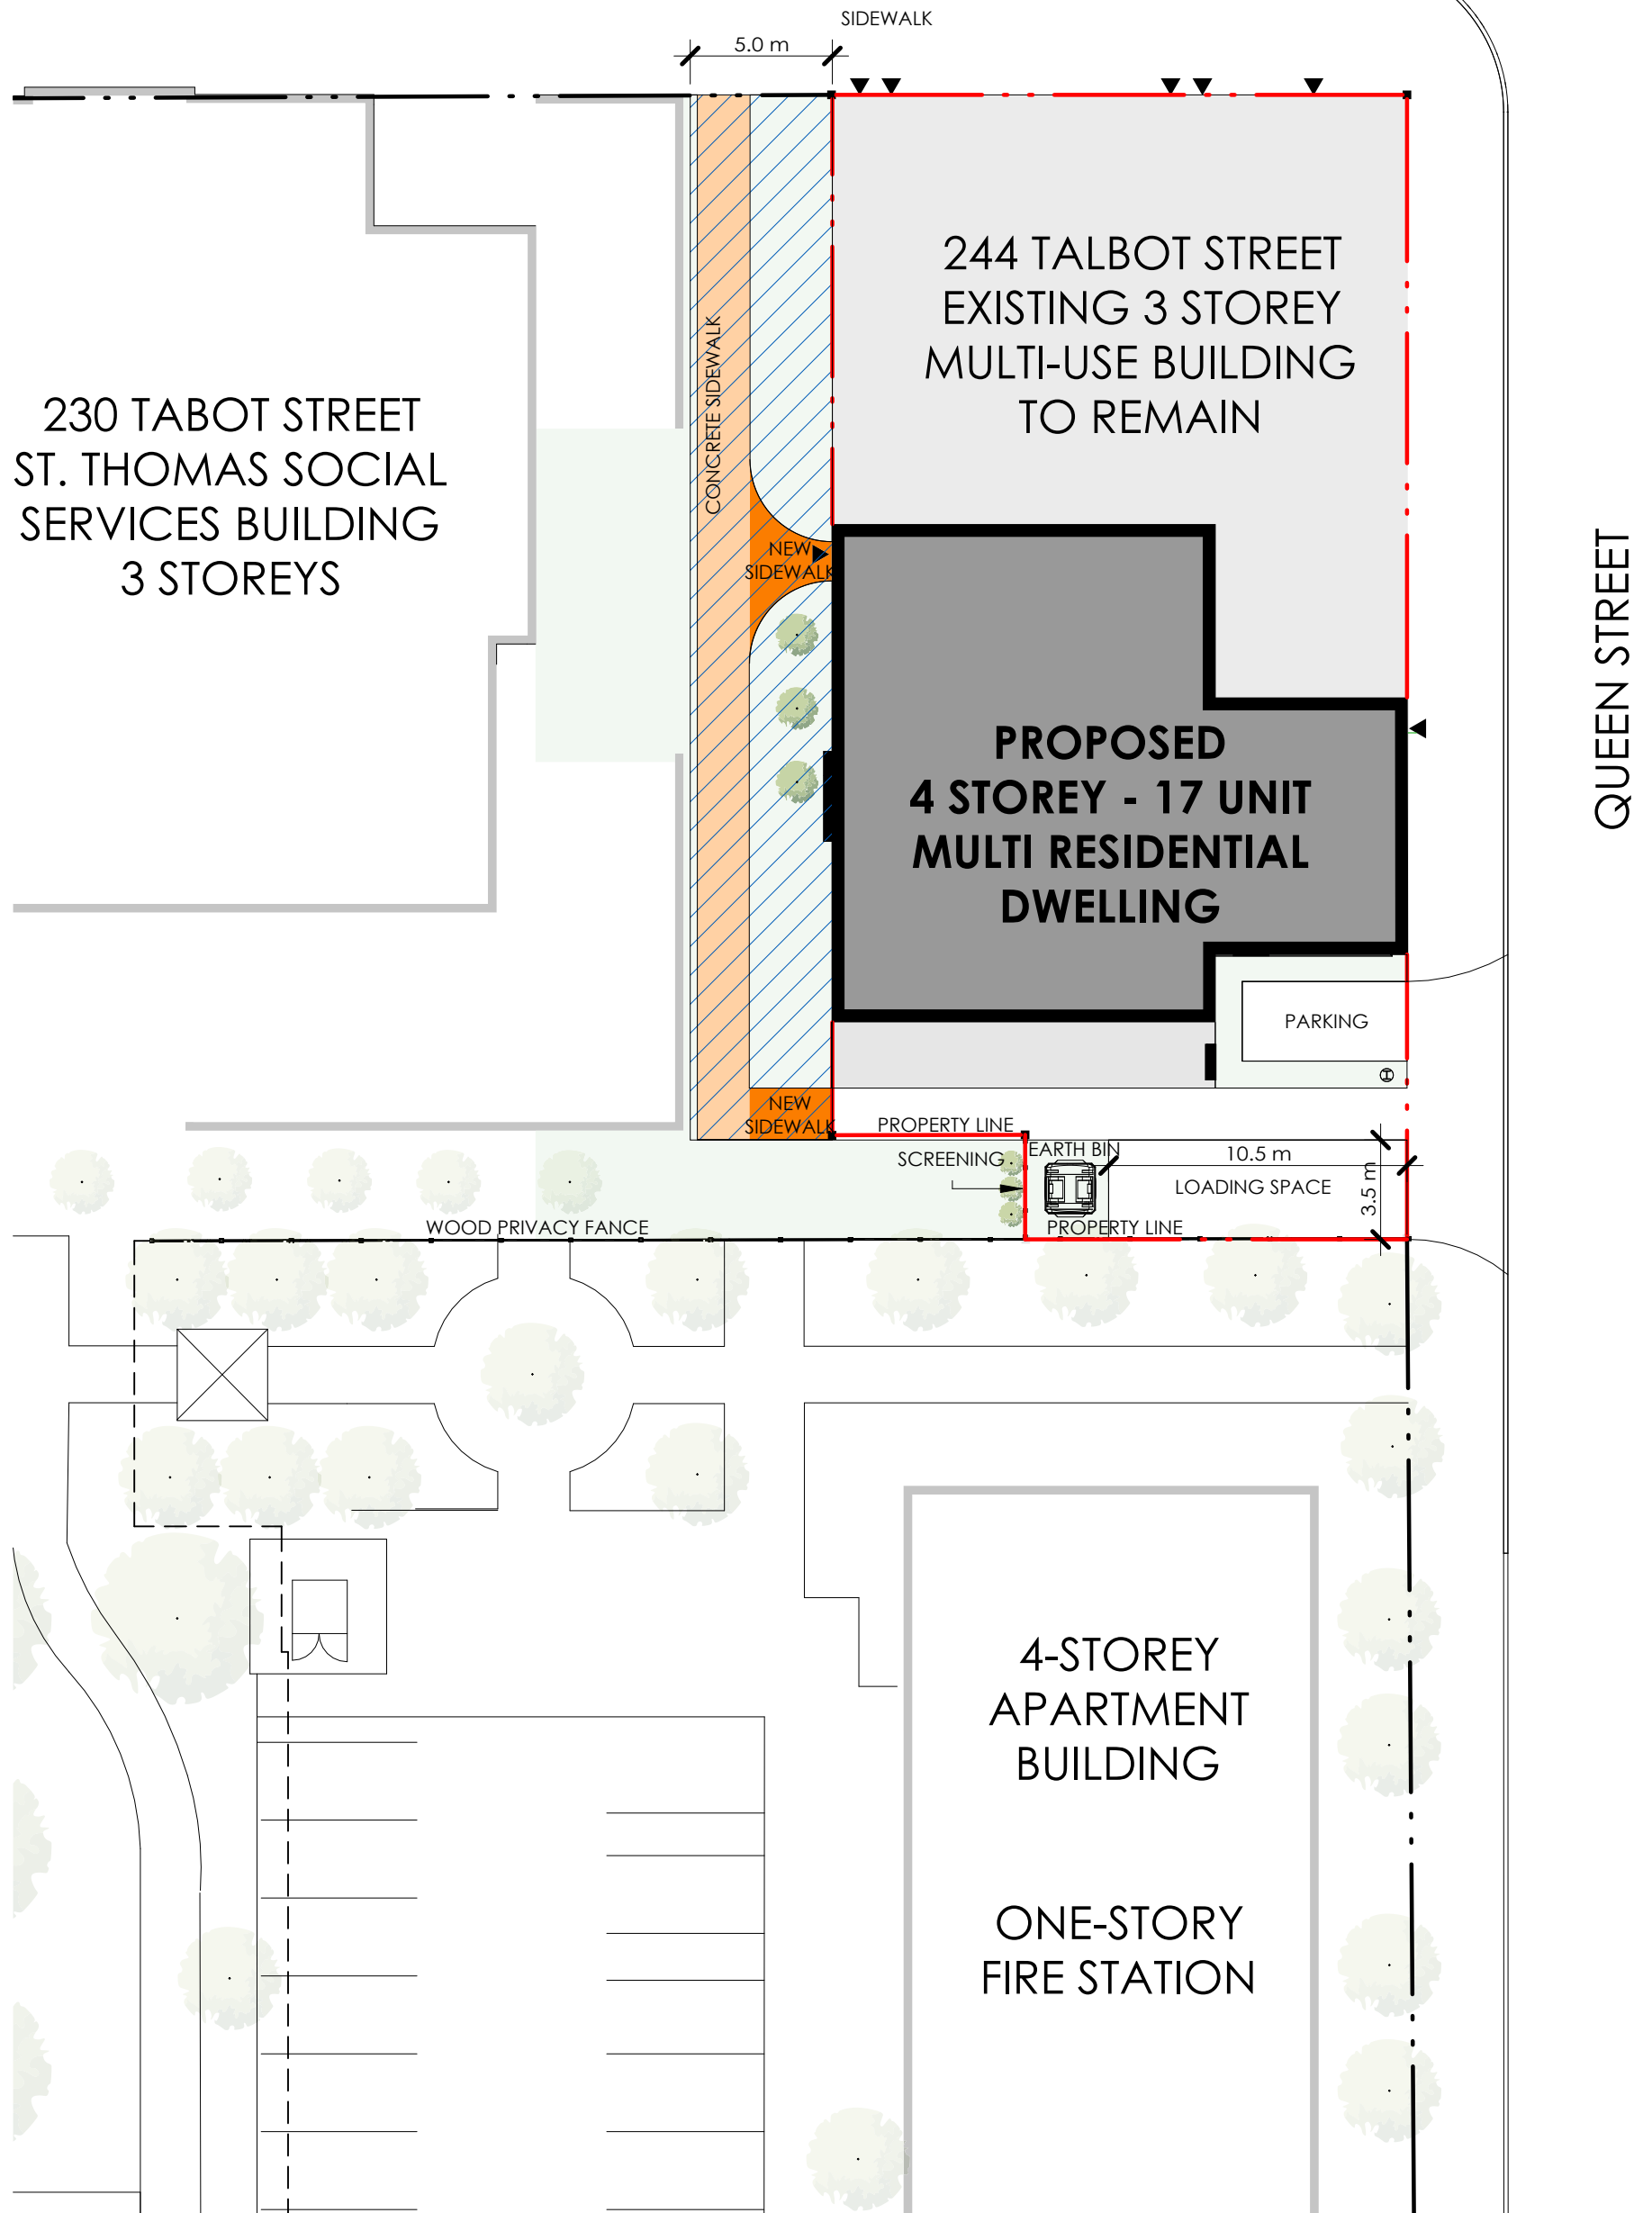 SIDEWALK
5.0 m
244 TALBOT STREET
EXISTING 3 STOREY
MULTI-USE BUILDING
TO REMAIN
CONCRETE SIDEWALK
230 TABOT STREET
ST. THOMAS SOCIAL
SERVICES BUILDING
3 STOREYS
NEW
SIDEWALK
QUEEN STREET
PROPOSED
4 STOREY - 17 UNIT
MULTI RESIDENTIAL
DWELLING
PARKING
NEW
SIDEWALK
PROPERTY LINE
SCREENING
EARTH BIN
10.5 m
LOADING SPACE
3.5 m
WOOD PRIVACY FANCE
PROPERTY LINE
4-STOREY
APARTMENT
BUILDING
ONE-STORY
FIRE STATION